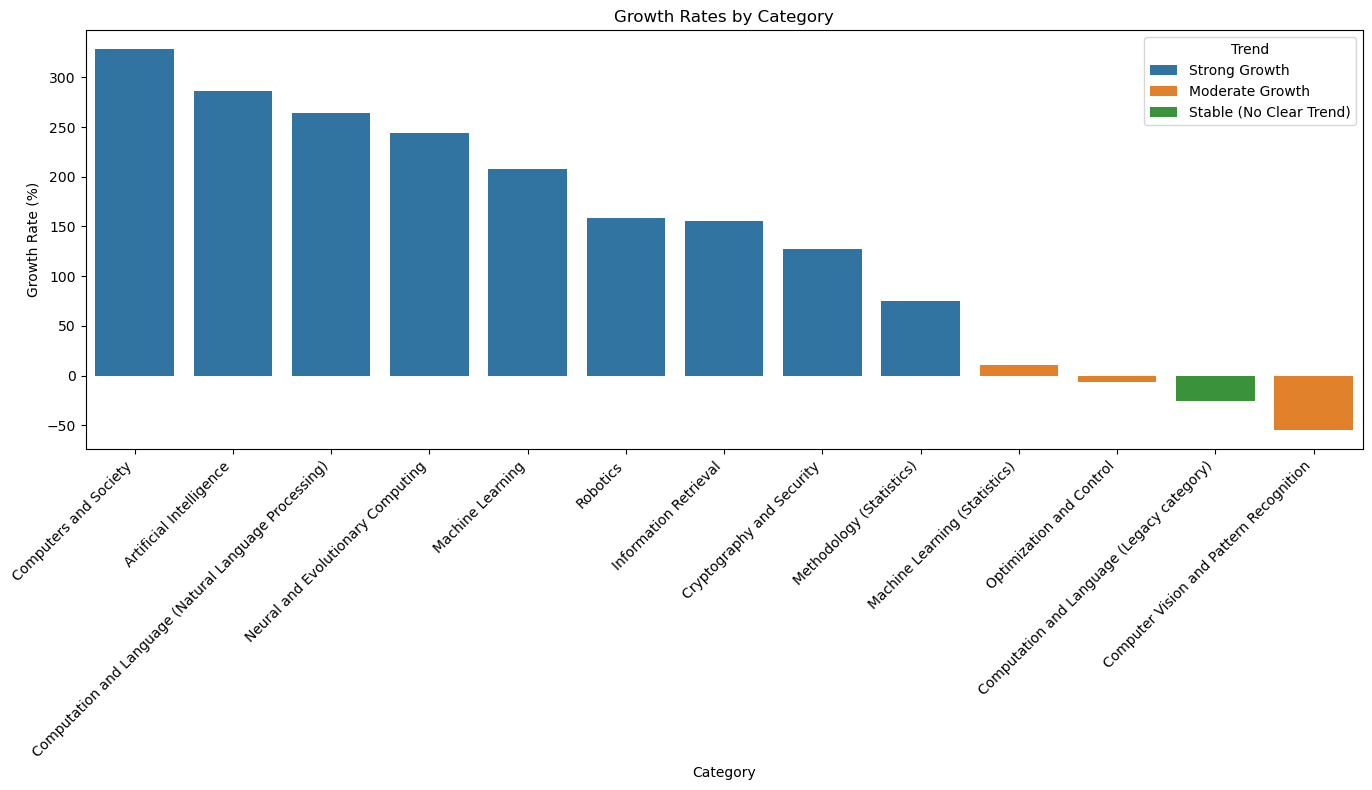 Growth Rates by Category
Trend
Strong Growth
Moderate Growth
Stable (No Clear Trend)
Growth Rate (%)
300
250
200
150
100
50
0
−50
Computers and Society
Artificial Intelligence
Computation and Language (Natural Language Processing)
Neural and Evolutionary Computing
Machine Learning
Robotics
Information Retrieval
Cryptography and Security
Methodology (Statistics)
Machine Learning (Statistics)
Optimization and Control
Computation and Language (Legacy category)
Computer Vision and Pattern Recognition
Category